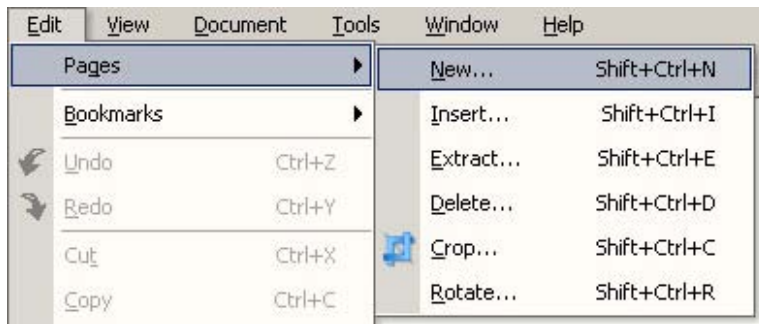 Edit View Document Tools Window Help
Pages
Bookmarks
Undo Ctrl+Z
Redo Ctrl+Y
Cut Ctrl+X
Copy Ctrl+C
New... Shift+Ctrl+N
Insert... Shift+Ctrl+I
Extract... Shift+Ctrl+E
Delete... Shift+Ctrl+D
Crop... Shift+Ctrl+C
Rotate... Shift+Ctrl+R